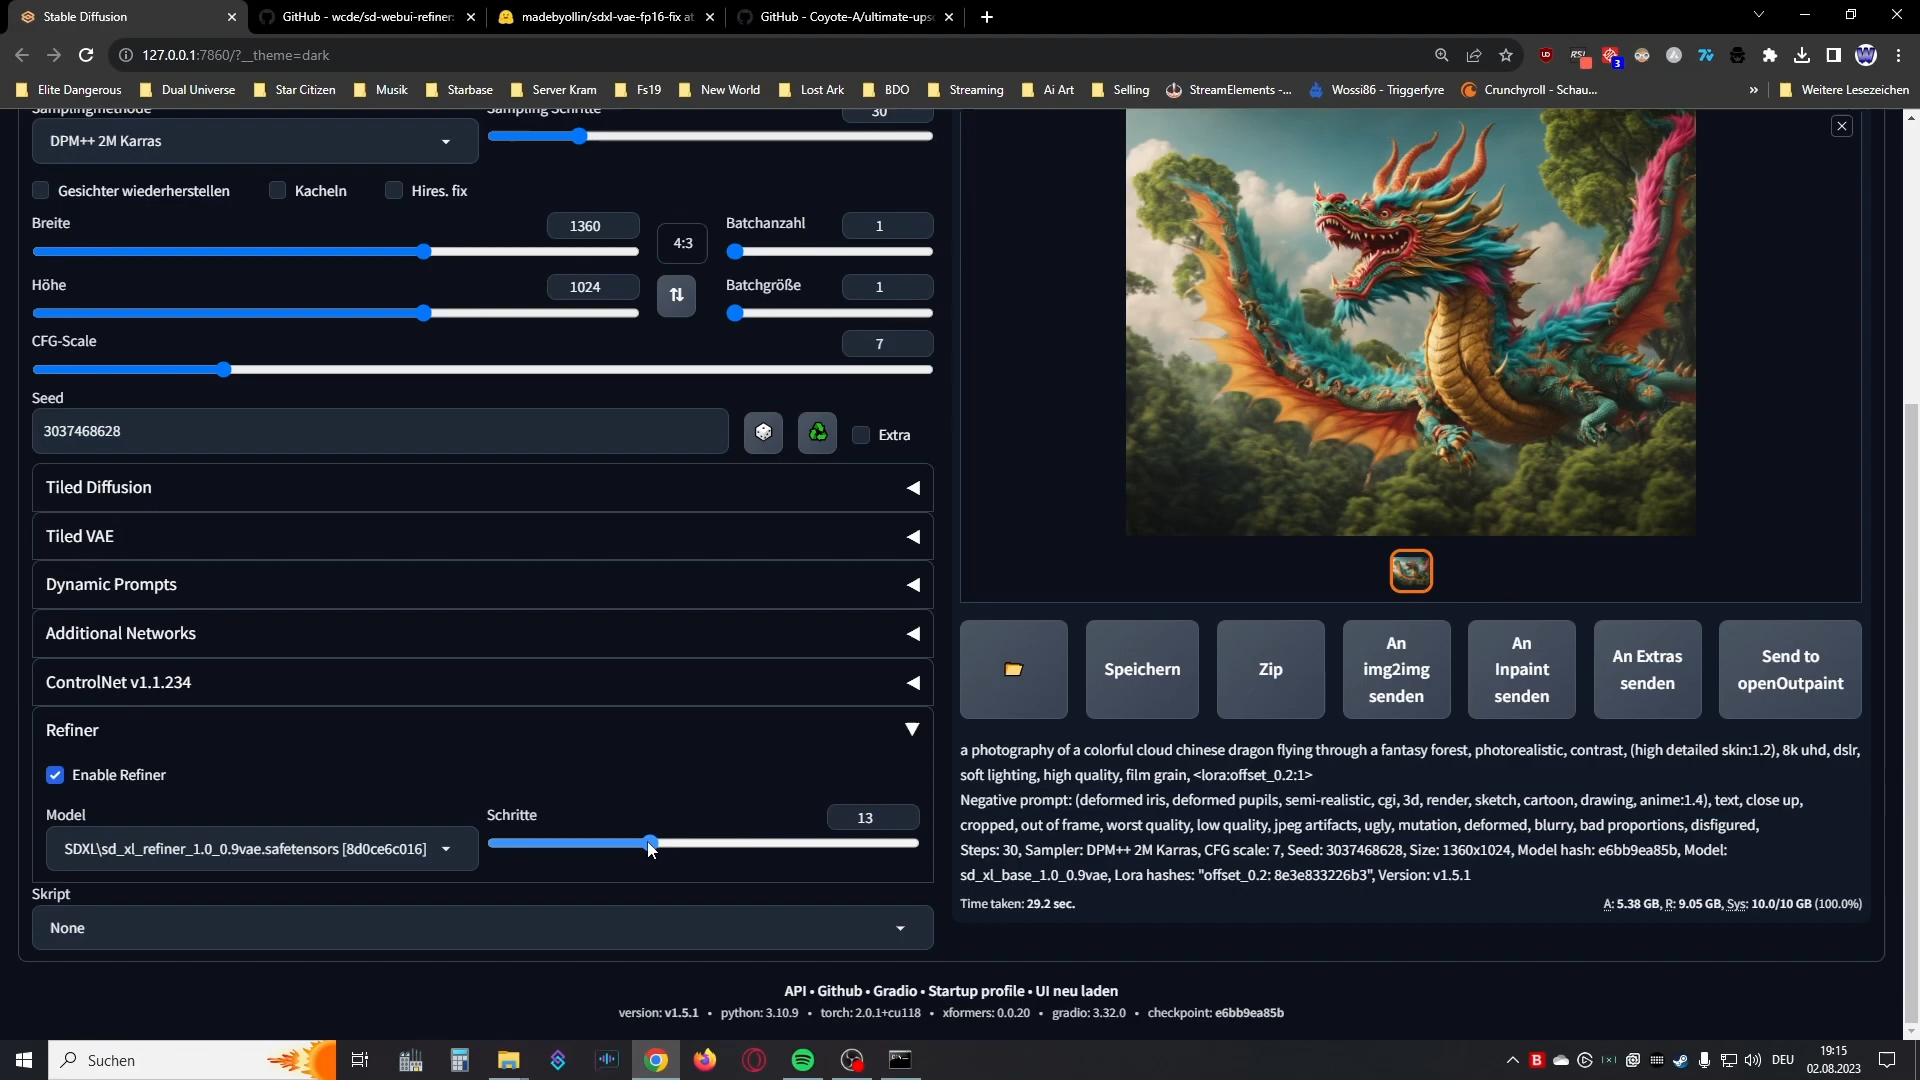 Stable Diffusion
GitHub - wcde/sd-webui-refiner:
madebyollin/sdxl-vae-fp16-fix at
GitHub - Coyote-A/ultimate-upsc
127.0.0.1:7860/?__theme=dark
Elite Dangerous
Dual Universe
Star Citizen
Musik
Starbase
Server Kram
Fs19
New World
Lost Ark
BDO
Streaming
Ai Art
Selling
StreamElements -...
Wossi86 - Triggerfyre
Crunchyroll - Schau...
»
Weitere Lesezeichen
Samplingmethode
Sampling Schritte
30
DPM++ 2M Karras
Gesichter wiederherstellen
Kacheln
Hires. fix
Breite
1360
4:3
Batchanzahl
1
Höhe
1024
Batchgröße
1
CFG-Scale
7
Seed
3037468628
Extra
Tiled Diffusion
Tiled VAE
Dynamic Prompts
Additional Networks
ControlNet v1.1.234
Refiner
Enable Refiner
Model
Schritte
13
SDXL\sd_xl_refiner_1.0_0.9vae.safetensors [8d0ce6c016]
Skript
None
Speichern
Zip
An
img2img
senden
An
Inpaint
senden
An Extras
senden
Send to
openOutpaint
a photography of a colorful cloud chinese dragon flying through a fantasy forest, photorealistic, contrast, (high detailed skin:1.2), 8k uhd, dslr,
soft lighting, high quality, film grain, <lora:offset_0.2:1>
Negative prompt: (deformed iris, deformed pupils, semi-realistic, cgi, 3d, render, sketch, cartoon, drawing, anime:1.4), text, close up,
cropped, out of frame, worst quality, low quality, jpeg artifacts, ugly, mutation, deformed, blurry, bad proportions, disfigured,
Steps: 30, Sampler: DPM++ 2M Karras, CFG scale: 7, Seed: 3037468628, Size: 1360x1024, Model hash: e6bb9ea85b, Model:
sd_xl_base_1.0_0.9vae, Lora hashes: "offset_0.2: 8e3e833226b3", Version: v1.5.1
Time taken: 29.2 sec.
A: 5.38 GB, R: 9.05 GB, Sys: 10.0/10 GB (100.0%)
API • Github • Gradio • Startup profile • UI neu laden
version: v1.5.1 • python: 3.10.9 • torch: 2.0.1+cu118 • xformers: 0.0.20 • gradio: 3.32.0 • checkpoint: e6bb9ea85b
Suchen
DEU
19:15
02.08.2023